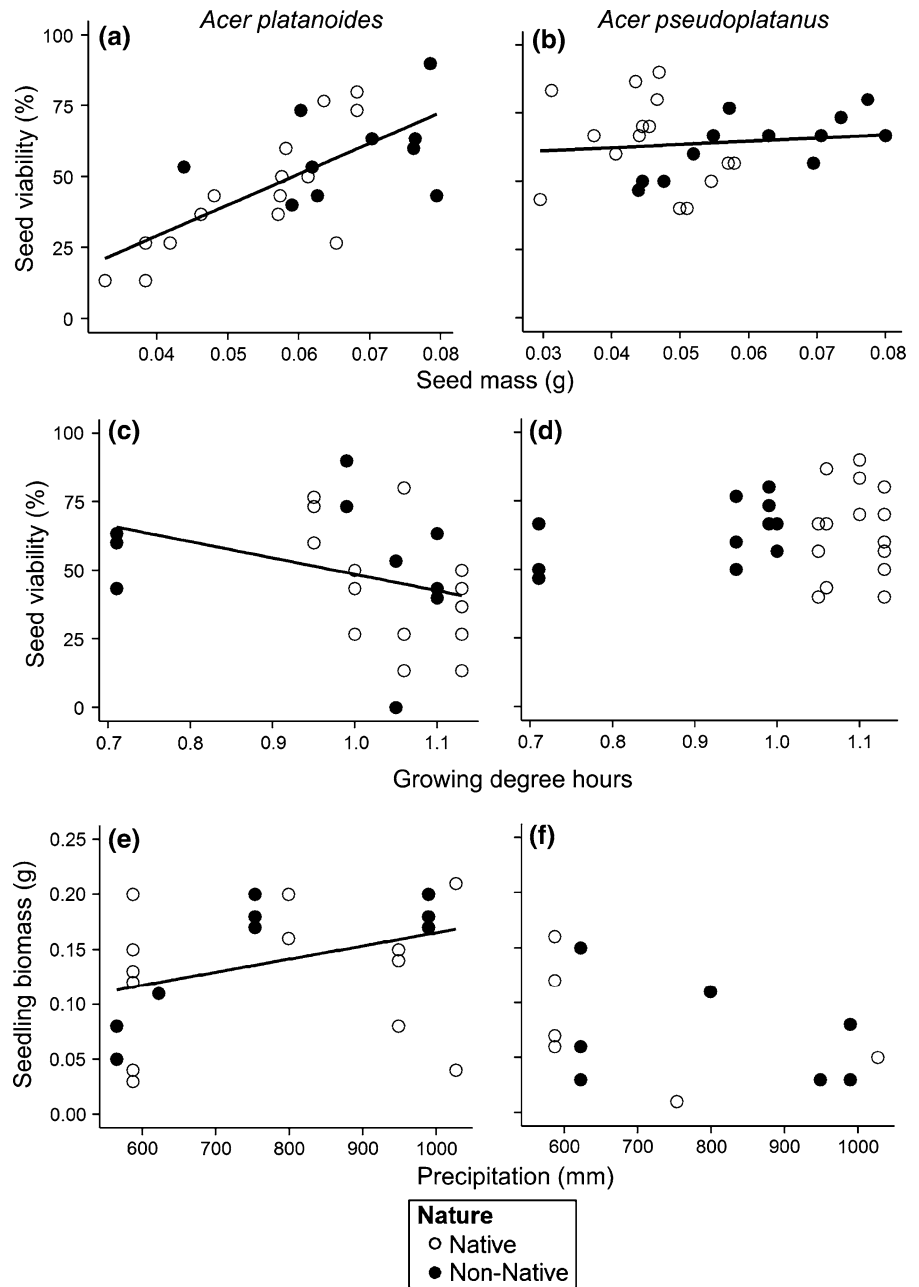 Acer platanoides
Acer pseudoplatanus
(a)
(b)
Seed viability (%)
100
75
50
25
0
0.04 0.05 0.06 0.07 0.08
0.03 0.04 0.05 0.06 0.07 0.08
Seed mass (g)
(c)
(d)
Seed viability (%)
100
75
50
25
0
0.7 0.8 0.9 1.0 1.1
0.7 0.8 0.9 1.0 1.1
Growing degree hours
(e)
(f)
Seedling biomass (g)
0.25
0.20
0.15
0.10
0.05
0.00
600 700 800 900 1000
600 700 800 900 1000
Precipitation (mm)
Nature
Native
Non-Native